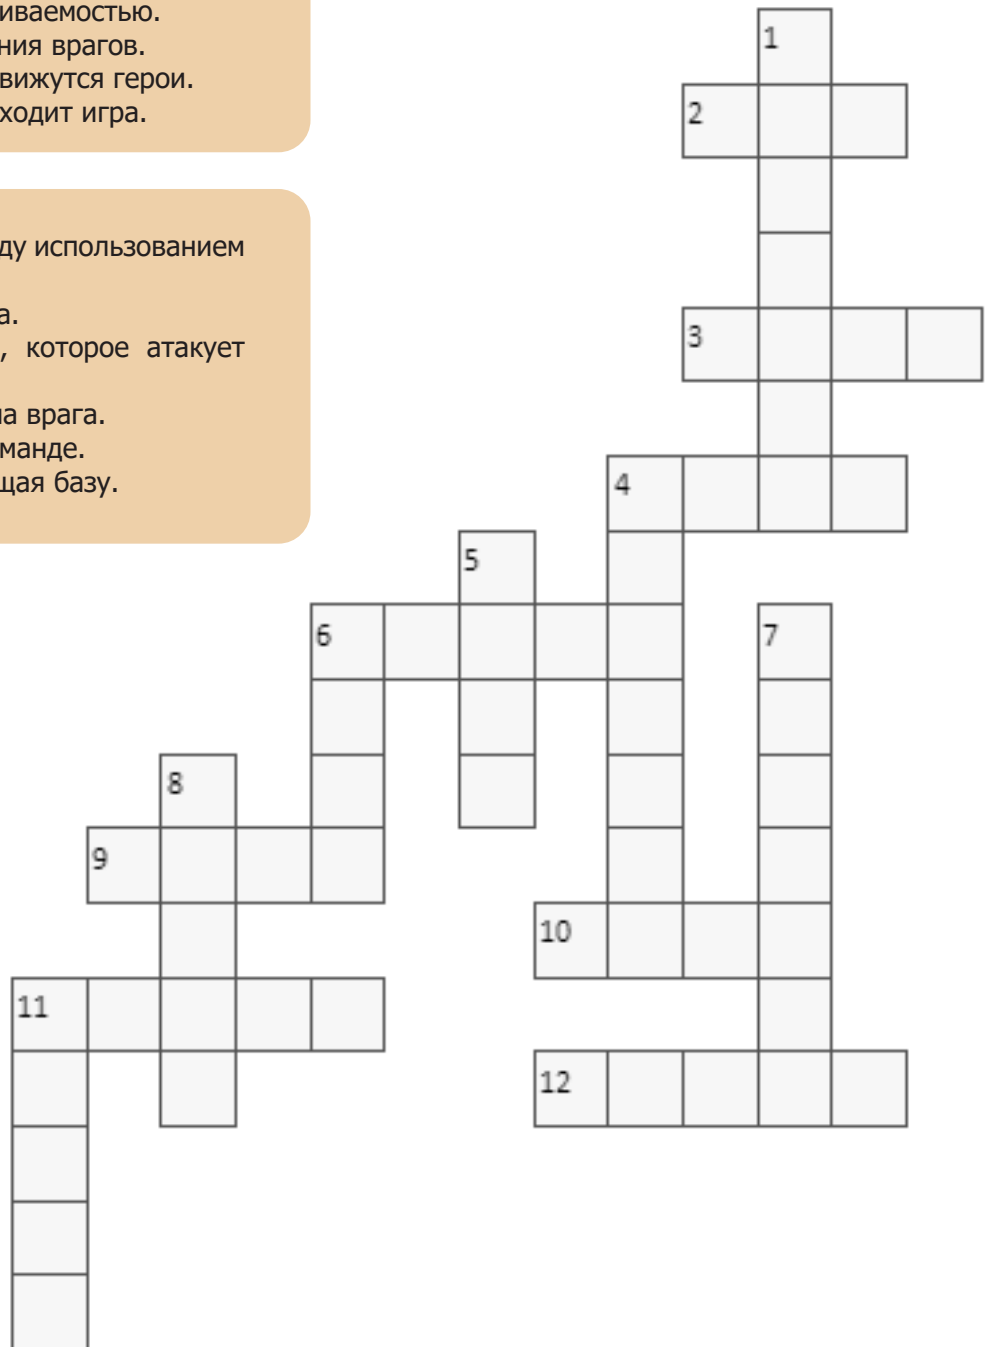 иваемостью.
ния врагов.
вижутся герои.
ходит игра.
ду использованием
а.
, которое атакует
на врага.
манде.
щая базу.
1
2
3
4
5
6
7
8
9
10
11
12